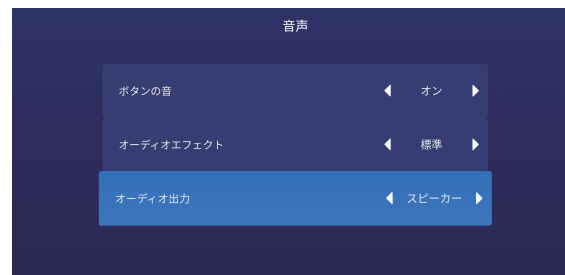 音声
ボタンの音 オン
オーディオエフェクト 標準
オーディオ出力 スピーカー